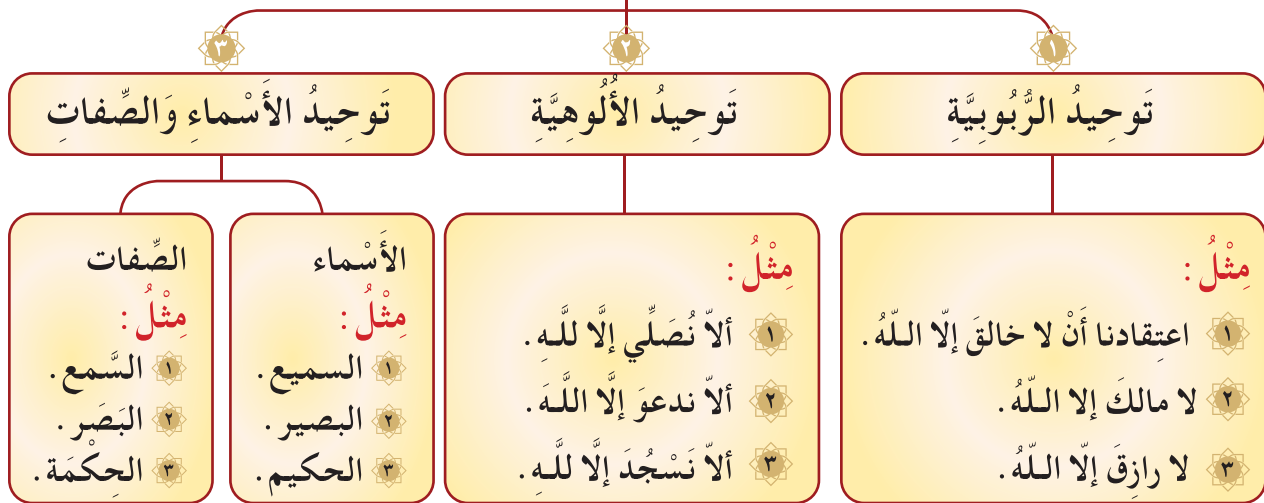 ١
تَوحِيدُ الرُّبُوبِيَّةِ
مِثْلُ :
١ اعتِقادنا أَنْ لا خالقَ إلّا اللّهُ .
٢ لا مالكَ إلا اللّهُ .
٣ لا رازِقَ إلّا اللّهُ .
٢
تَوحِيدُ الأُلُوهِيَّةِ
مِثْلُ :
١ ألاّ نُصَلِّي إلَّا للَّهِ .
٢ ألاّ ندعوَ إلَّا اللَّهَ .
٣ ألاّ نَسْجُدَ إلَّا للَّهِ .
٣
تَوحِيدُ الأَسْماءِ وَالصِّفاتِ
الأَسْماء
مِثْلُ :
١ السميع .
٢ البصير .
٣ الحكيم .
الصِّفات
مِثْلُ :
١ السَّمع .
٢ البَصَر .
٣ الحِكْمَة .